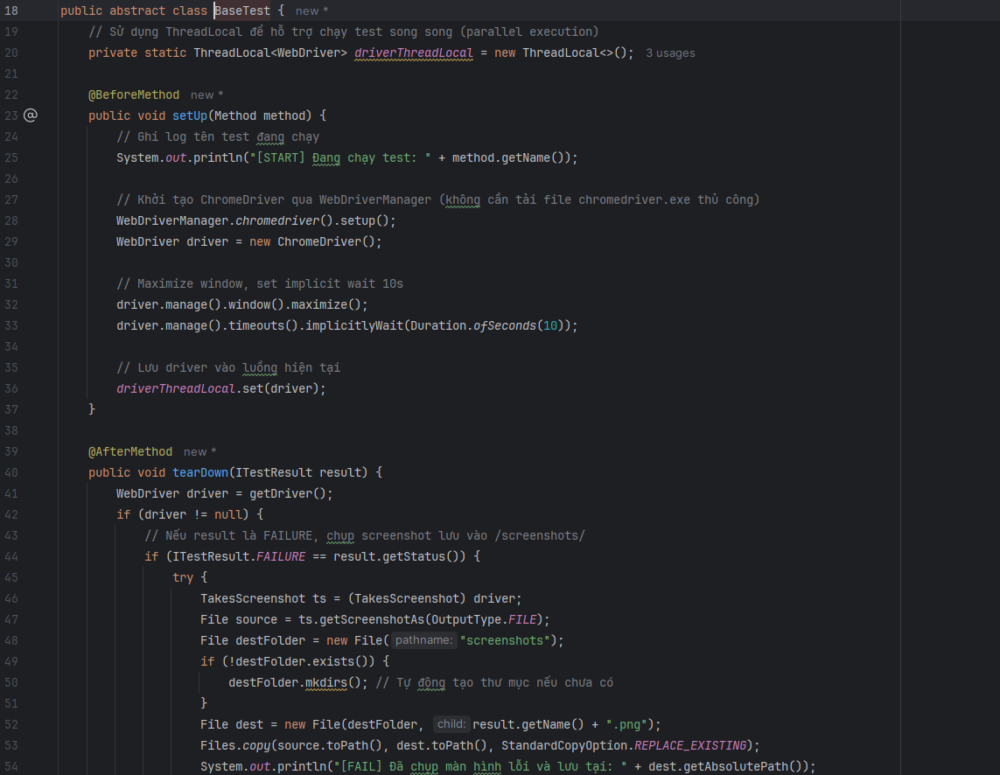 18 public abstract class BaseTest { new *
19 // Sử dụng ThreadLocal để hỗ trợ chạy test song song (parallel execution)
20 private static ThreadLocal<WebDriver> driverThreadLocal = new ThreadLocal<>(); 3 usages
21
22 @BeforeMethod new *
23 @ public void setUp(Method method) {
24 // Ghi log tên test đang chạy
25 System.out.println("[START] Đang chạy test: " + method.getName());
26
27 // Khởi tạo ChromeDriver qua WebDriverManager (không cần tải file chromedriver.exe thủ công)
28 WebDriverManager.chromedriver().setup();
29 WebDriver driver = new ChromeDriver();
30
31 // Maximize window, set implicit wait 10s
32 driver.manage().window().maximize();
33 driver.manage().timeouts().implicitlyWait(Duration.ofSeconds(10));
34
35 // Lưu driver vào luồng hiện tại
36 driverThreadLocal.set(driver);
37 }
38
39 @AfterMethod new *
40 public void tearDown(ITestResult result) {
41 WebDriver driver = getDriver();
42 if (driver != null) {
43 // Nếu result là FAILURE, chụp screenshot lưu vào /screenshots/
44 if (ITestResult.FAILURE == result.getStatus()) {
45 try {
46 TakesScreenshot ts = (TakesScreenshot) driver;
47 File source = ts.getScreenshotAs(OutputType.FILE);
48 File destFolder = new File( pathname: "screenshots");
49 if (!destFolder.exists()) {
50 destFolder.mkdirs(); // Tự động tạo thư mục nếu chưa có
51 }
52 File dest = new File(destFolder, child: result.getName() + ".png");
53 Files.copy(source.toPath(), dest.toPath(), StandardCopyOption.REPLACE_EXISTING);
54 System.out.println("[FAIL] Đã chụp màn hình lỗi và lưu tại: " + dest.getAbsolutePath());